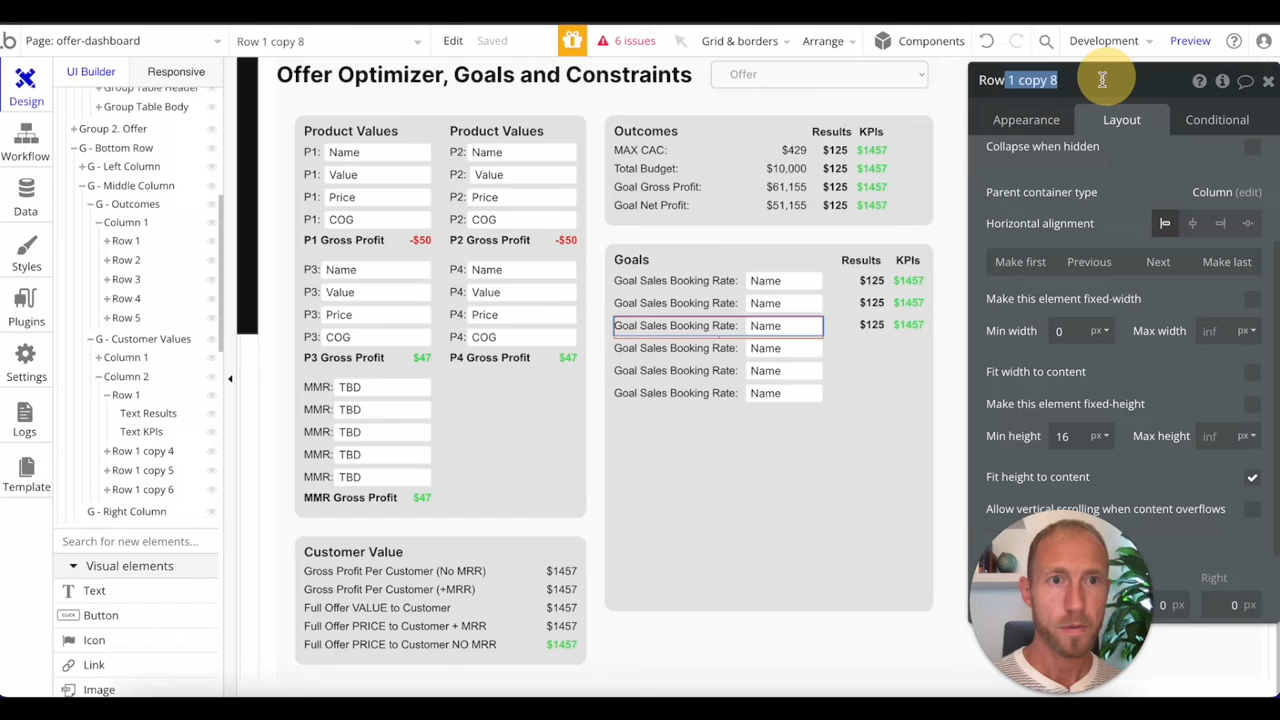 Page: offer-dashboard
Row 1 copy 8
Edit
Saved
6 issues
Grid & borders
Arrange
Components
Development
Preview
UI Builder
Responsive
Design
Workflow
Data
Styles
Plugins
Settings
Logs
Template
Group Table Header
Group Table Body
Group 2. Offer
G - Bottom Row
G - Left Column
G - Middle Column
G - Outcomes
Column 1
Row 1
Row 2
Row 3
Row 4
Row 5
G - Customer Values
Column 1
Column 2
Row 1
Text Results
Text KPIs
Row 1 copy 4
Row 1 copy 5
Row 1 copy 6
G - Right Column
Search for new elements...
Visual elements
Text
CLICK Button
Icon
Link
Image
Offer Optimizer, Goals and Constraints
Offer
Product Values
P1: Name
P1: Value
P1: Price
P1: COG
P1 Gross Profit -$50
P3: Name
P3: Value
P3: Price
P3: COG
P3 Gross Profit $47
MMR: TBD
MMR: TBD
MMR: TBD
MMR: TBD
MMR: TBD
MMR Gross Profit $47
Product Values
P2: Name
P2: Value
P2: Price
P2: COG
P2 Gross Profit -$50
P4: Name
P4: Value
P4: Price
P4: COG
P4 Gross Profit $47
Customer Value
Gross Profit Per Customer (No MRR) $1457
Gross Profit Per Customer (+MRR) $1457
Full Offer VALUE to Customer $1457
Full Offer PRICE to Customer + MRR $1457
Full Offer PRICE to Customer NO MRR $1457
Outcomes Results KPIs
MAX CAC: $429 $125 $1457
Total Budget: $10,000 $125 $1457
Goal Gross Profit: $61,155 $125 $1457
Goal Net Profit: $51,155 $125 $1457
Goals Results KPIs
Goal Sales Booking Rate: Name $125 $1457
Goal Sales Booking Rate: Name $125 $1457
Goal Sales Booking Rate: Name $125 $1457
Goal Sales Booking Rate: Name
Goal Sales Booking Rate: Name
Goal Sales Booking Rate: Name
Row 1 copy 8
Appearance
Layout
Conditional
Collapse when hidden
Parent container type Column (edit)
Horizontal alignment
Make first Previous Next Make last
Make this element fixed-width
Min width 0 px Max width inf px
Fit width to content
Make this element fixed-height
Min height 16 px Max height inf px
Fit height to content
Allow vertical scrolling when content overflows
Right
0 px 0 px